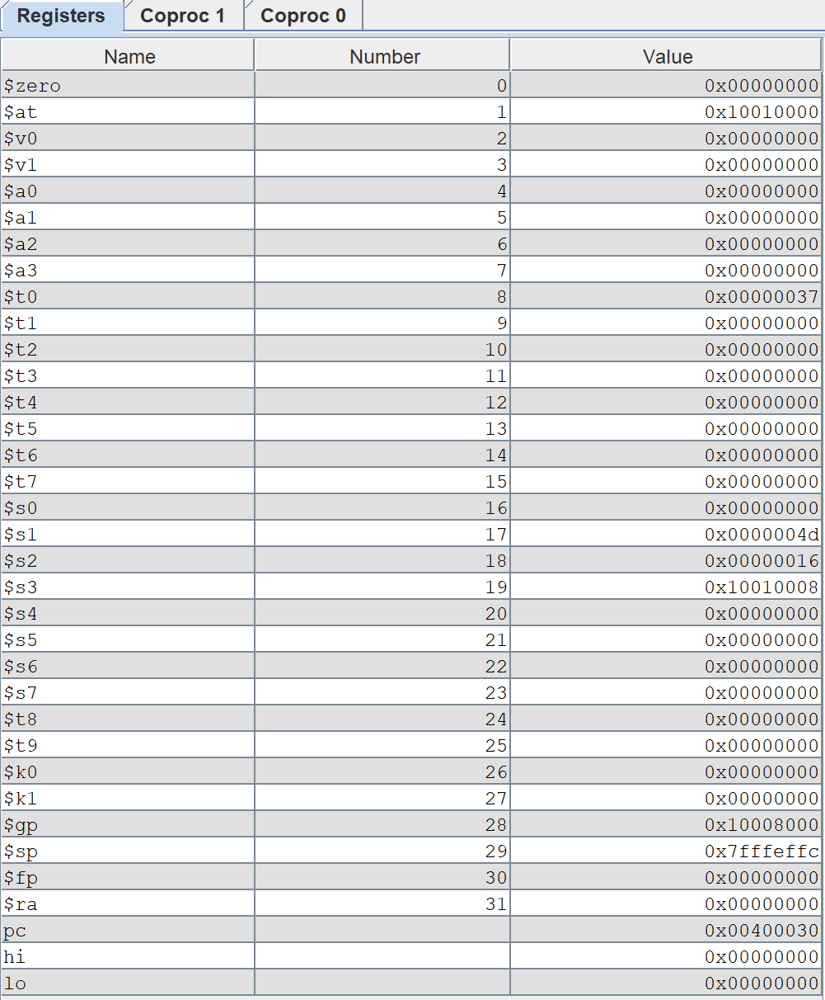 Registers Coproc 1 Coproc 0
Name Number Value
$zero 0 0x00000000
$at 1 0x10010000
$v0 2 0x00000000
$v1 3 0x00000000
$a0 4 0x00000000
$a1 5 0x00000000
$a2 6 0x00000000
$a3 7 0x00000000
$t0 8 0x00000037
$t1 9 0x00000000
$t2 10 0x00000000
$t3 11 0x00000000
$t4 12 0x00000000
$t5 13 0x00000000
$t6 14 0x00000000
$t7 15 0x00000000
$s0 16 0x00000000
$s1 17 0x0000004d
$s2 18 0x00000016
$s3 19 0x10010008
$s4 20 0x00000000
$s5 21 0x00000000
$s6 22 0x00000000
$s7 23 0x00000000
$t8 24 0x00000000
$t9 25 0x00000000
$k0 26 0x00000000
$k1 27 0x00000000
$gp 28 0x10008000
$sp 29 0x7fffeffc
$fp 30 0x00000000
$ra 31 0x00000000
pc 0x00400030
hi 0x00000000
lo 0x00000000